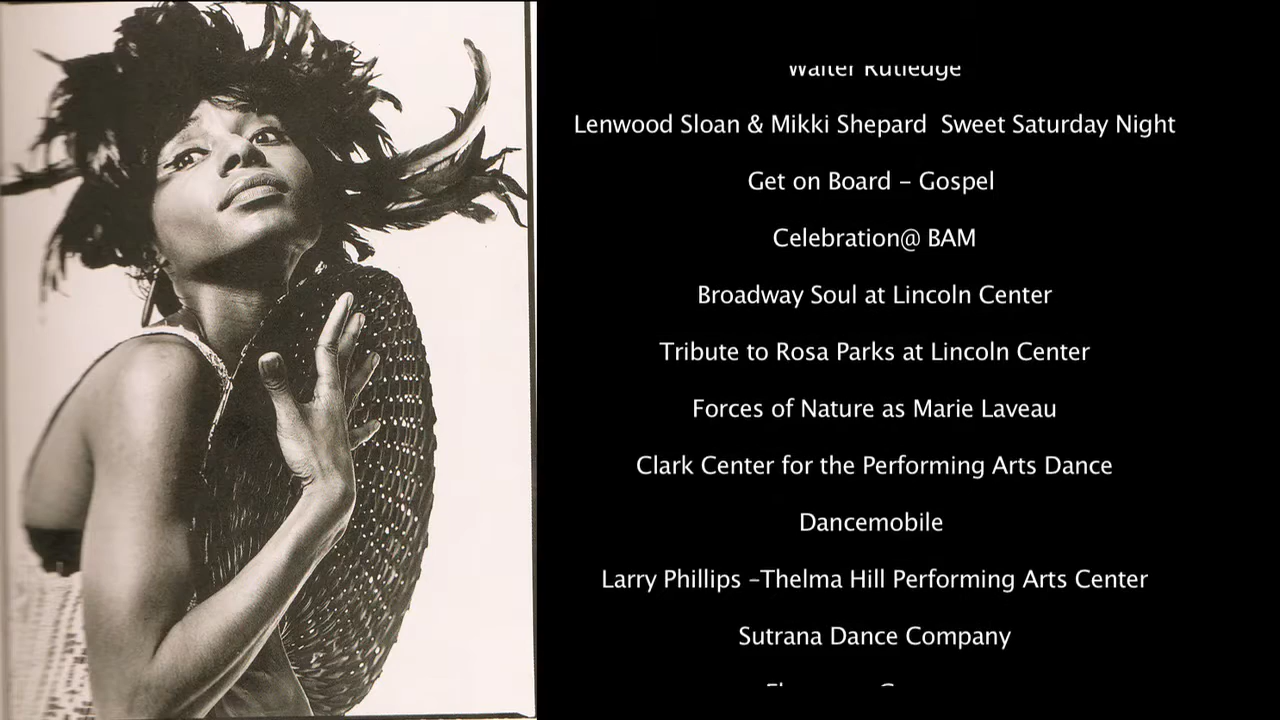 Walter Rutledge
Lenwood Sloan & Mikki Shepard  Sweet Saturday Night
Get on Board – Gospel
Celebration@ BAM
Broadway Soul at Lincoln Center
Tribute to Rosa Parks at Lincoln Center
Forces of Nature as Marie Laveau
Clark Center for the Performing Arts Dance
Dancemobile
Larry Phillips –Thelma Hill Performing Arts Center
Sutrana Dance Company